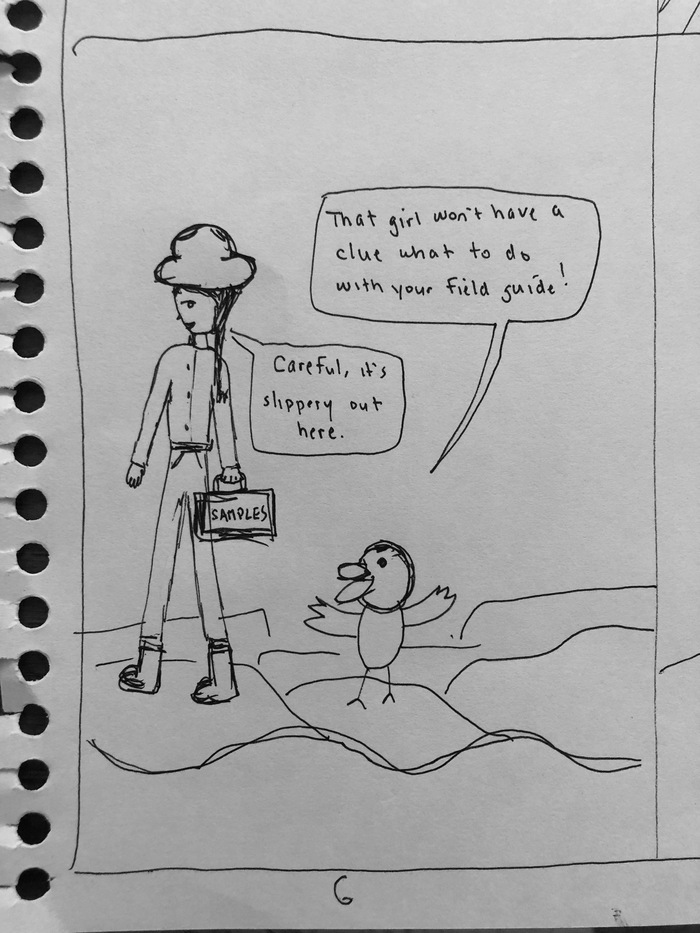 That girl won't have a
clue what to do
with your field guide!
Careful, it's
slippery out
here.
SAMPLES
6